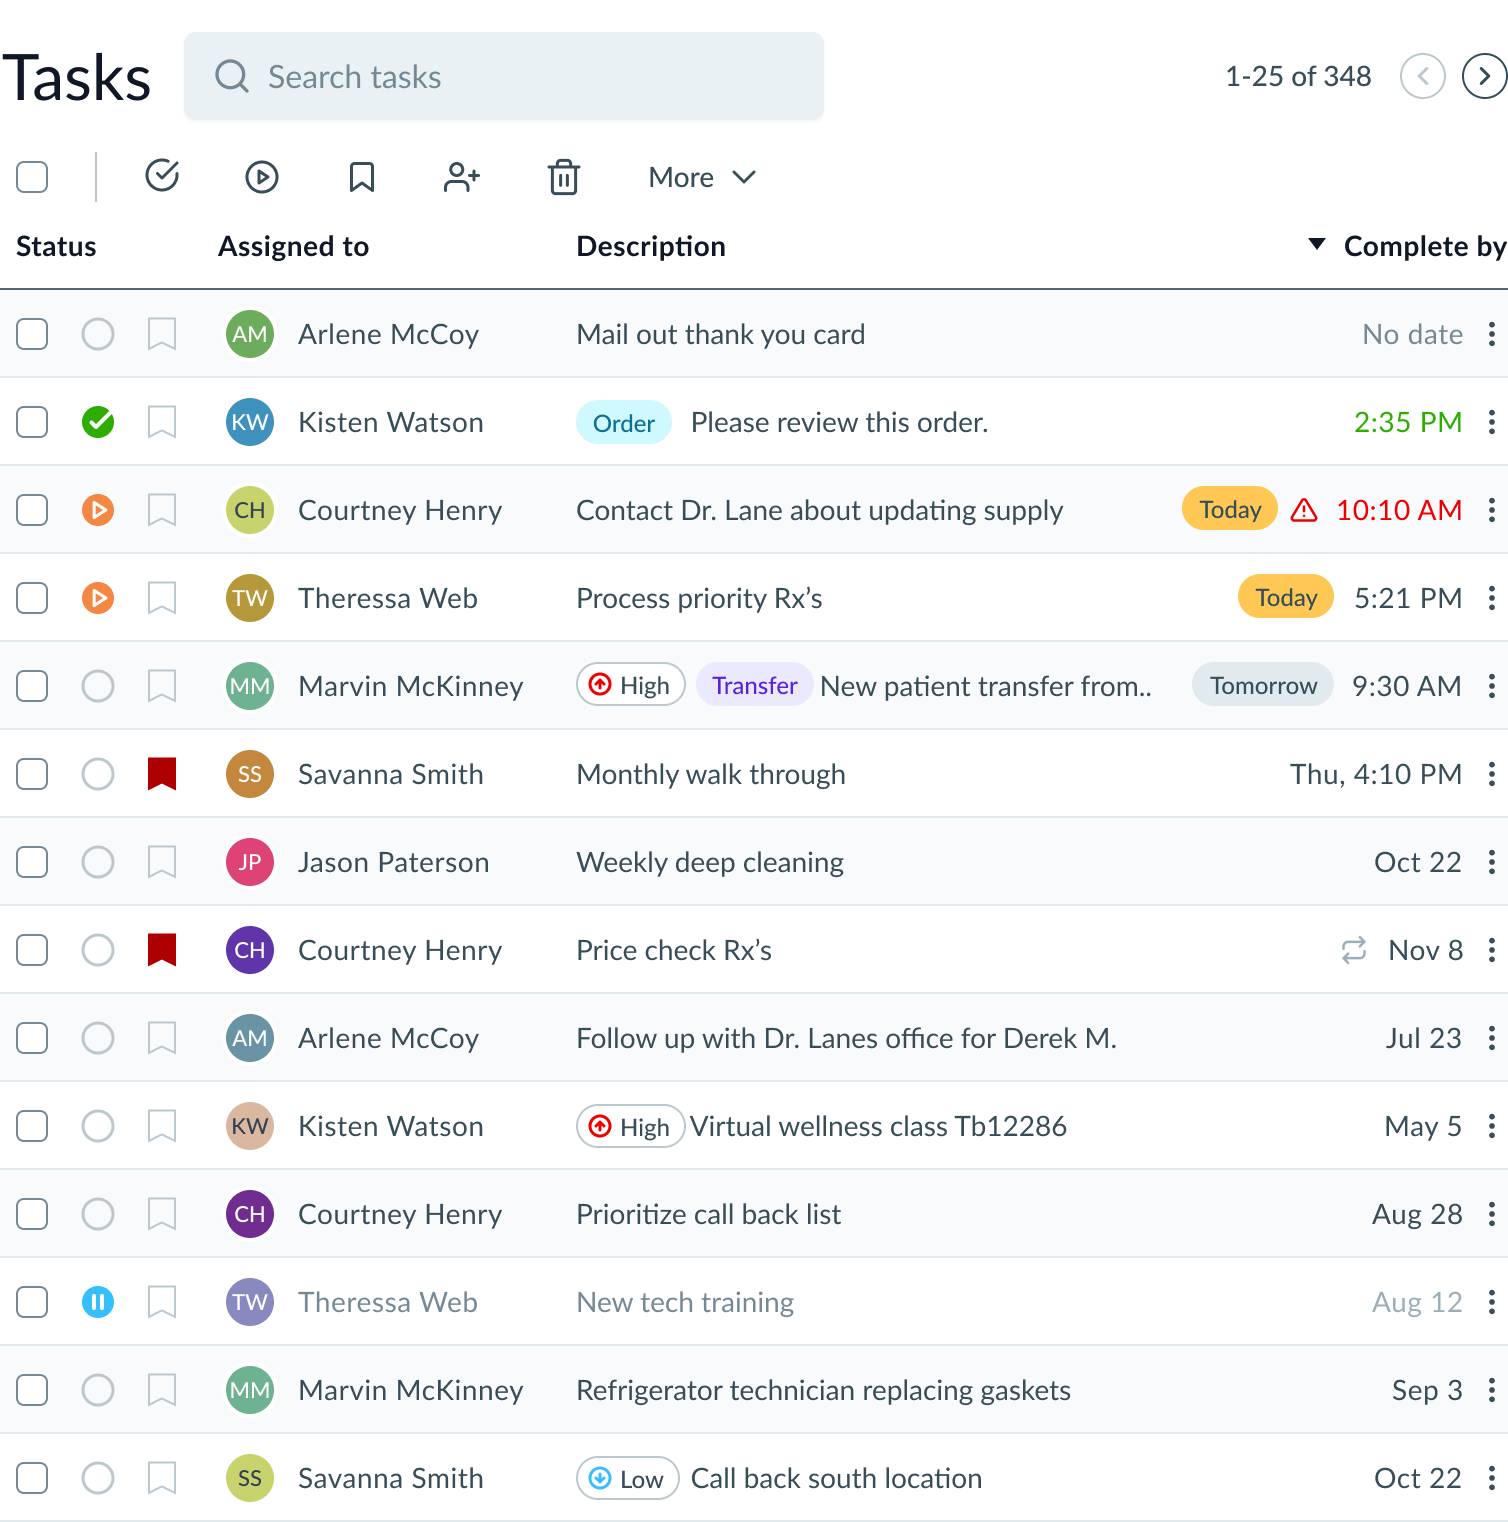 Tasks Search tasks 1-25 of 348
More
Status Assigned to Description Complete by
AM Arlene McCoy Mail out thank you card No date
KW Kisten Watson Order Please review this order. 2:35 PM
CH Courtney Henry Contact Dr. Lane about updating supply Today 10:10 AM
TW Theressa Web Process priority Rx’s Today 5:21 PM
MM Marvin McKinney High Transfer New patient transfer from.. Tomorrow 9:30 AM
SS Savanna Smith Monthly walk through Thu, 4:10 PM
JP Jason Paterson Weekly deep cleaning Oct 22
CH Courtney Henry Price check Rx’s Nov 8
AM Arlene McCoy Follow up with Dr. Lanes office for Derek M. Jul 23
KW Kisten Watson High Virtual wellness class Tb12286 May 5
CH Courtney Henry Prioritize call back list Aug 28
TW Theressa Web New tech training Aug 12
MM Marvin McKinney Refrigerator technician replacing gaskets Sep 3
SS Savanna Smith Low Call back south location Oct 22